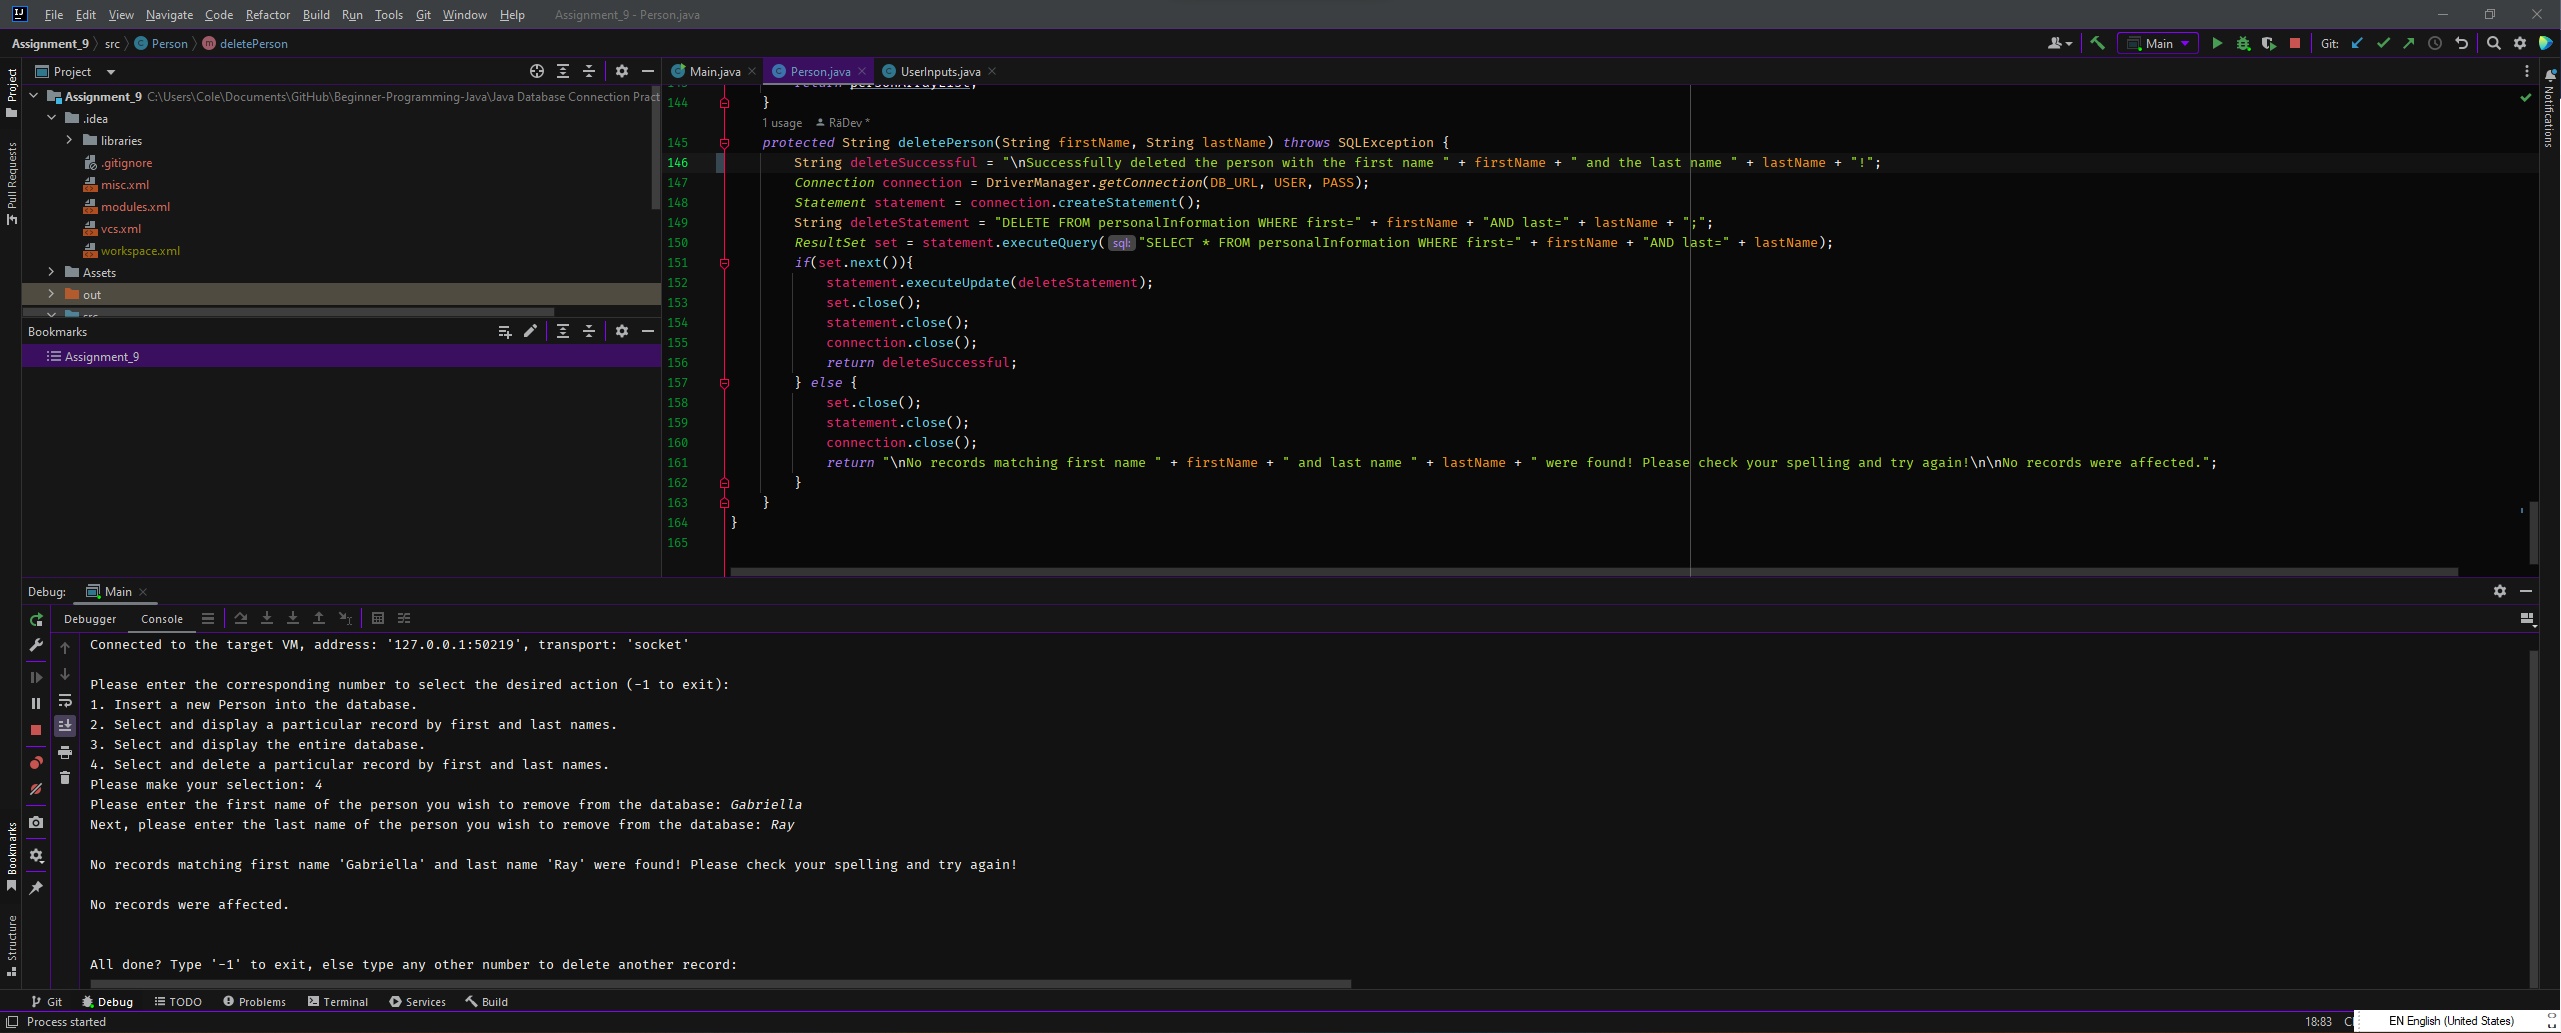 File Edit View Navigate Code Refactor Build Run Tools Git Window Help Assignment_9 - Person.java
Assignment_9 src Person deletePerson Main Git:
Project
Main.java Person.java UserInputs.java
Assignment_9 C:\Users\Cole\Documents\GitHub\Beginner-Programming-Java\Java Database Connection Pract
.idea
libraries
.gitignore
misc.xml
modules.xml
vcs.xml
workspace.xml
Assets
out
src
Bookmarks
Assignment_9
Project
Pull Requests
Bookmarks
Structure
Notifications
144 }
1 usage RäDev *
145 protected String deletePerson(String firstName, String lastName) throws SQLException {
146 String deleteSuccessful = "\nSuccessfully deleted the person with the first name " + firstName + " and the last name " + lastName + "!";
147 Connection connection = DriverManager.getConnection(DB_URL, USER, PASS);
148 Statement statement = connection.createStatement();
149 String deleteStatement = "DELETE FROM personalInformation WHERE first=" + firstName + "AND last=" + lastName + ";";
150 ResultSet set = statement.executeQuery( sql: "SELECT * FROM personalInformation WHERE first=" + firstName + "AND last=" + lastName);
151 if(set.next()){
152 statement.executeUpdate(deleteStatement);
153 set.close();
154 statement.close();
155 connection.close();
156 return deleteSuccessful;
157 } else {
158 set.close();
159 statement.close();
160 connection.close();
161 return "\nNo records matching first name " + firstName + " and last name " + lastName + " were found! Please check your spelling and try again!\n\nNo records were affected.";
162 }
163 }
164 }
165
Debug: Main
Debugger Console
Connected to the target VM, address: '127.0.0.1:50219', transport: 'socket'
Please enter the corresponding number to select the desired action (-1 to exit):
1. Insert a new Person into the database.
2. Select and display a particular record by first and last names.
3. Select and display the entire database.
4. Select and delete a particular record by first and last names.
Please make your selection: 4
Please enter the first name of the person you wish to remove from the database: Gabriella
Next, please enter the last name of the person you wish to remove from the database: Ray
No records matching first name 'Gabriella' and last name 'Ray' were found! Please check your spelling and try again!
No records were affected.
All done? Type '-1' to exit, else type any other number to delete another record:
Git Debug TODO Problems Terminal Services Build
Process started 18:83 EN English (United States)